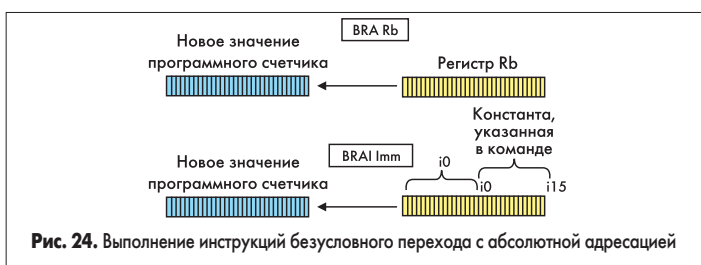 BRA Rb
Новое значение
программного счетчика
Регистр Rb
Константа,
указанная
в команде
BRAI Imm
Новое значение
программного счетчика
i0
i0
i15
Рис. 24. Выполнение инструкций безусловного перехода с абсолютной адресацией